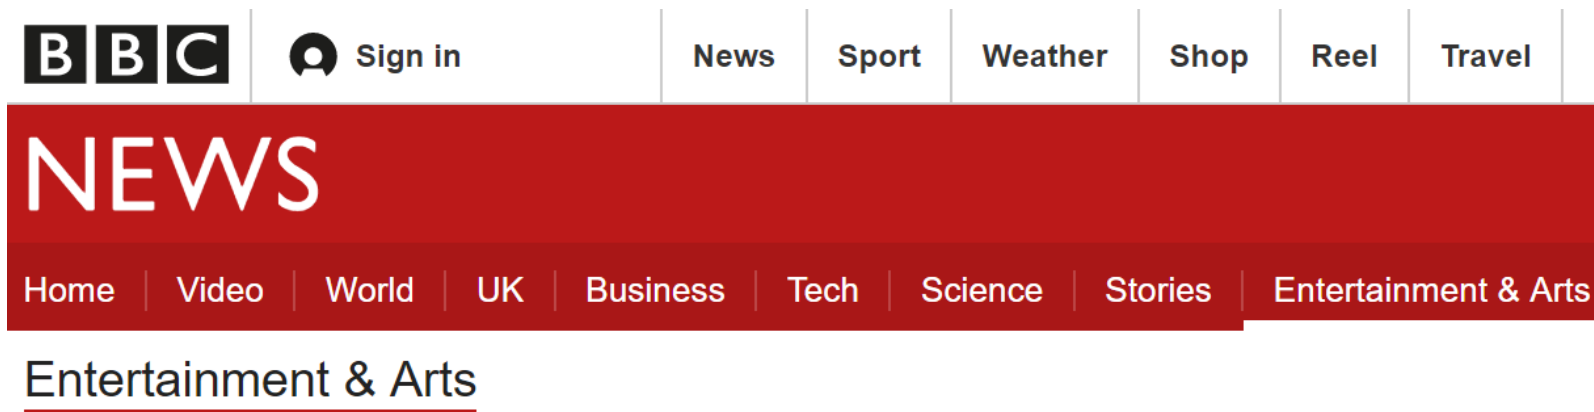 BBC Sign in News Sport Weather Shop Reel Travel
NEWS
Home Video World UK Business Tech Science Stories Entertainment & Arts
Entertainment & Arts